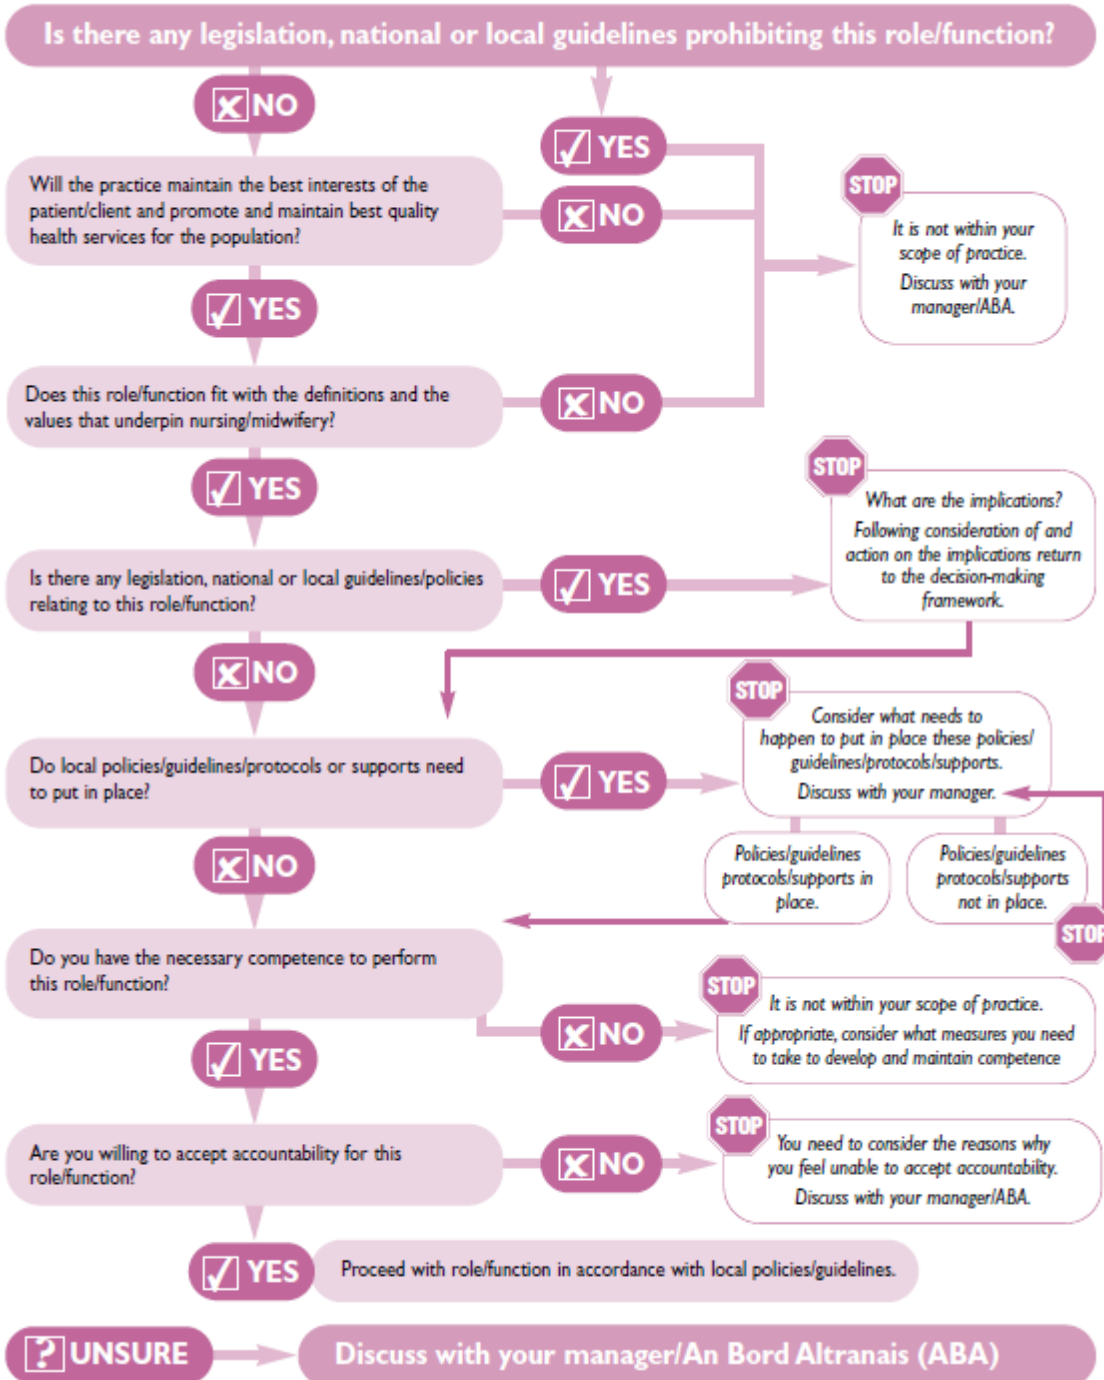 Is there any legislation, national or local guidelines prohibiting this role/function?
NO
YES
Will the practice maintain the best interests of the
patient/client and promote and maintain best quality
health services for the population?
NO
STOP
It is not within your
scope of practice.
Discuss with your
manager/ABA.
YES
Does this role/function fit with the definitions and the
values that underpin nursing/midwifery?
NO
YES
STOP
What are the implications?
Following consideration of and
action on the implications return
to the decision-making
framework.
Is there any legislation, national or local guidelines/policies
relating to this role/function?
YES
NO
STOP
Consider what needs to
happen to put in place these policies/
guidelines/protocols/supports.
Discuss with your manager.
Do local policies/guidelines/protocols or supports need
to put in place?
YES
NO
Policies/guidelines
protocols/supports in
place.
Policies/guidelines
protocols/supports
not in place.
STOP
Do you have the necessary competence to perform
this role/function?
NO
STOP
It is not within your scope of practice.
If appropriate, consider what measures you need
to take to develop and maintain competence
YES
Are you willing to accept accountability for this
role/function?
NO
STOP
You need to consider the reasons why
you feel unable to accept accountability.
Discuss with your manager/ABA.
YES
Proceed with role/function in accordance with local policies/guidelines.
? UNSURE
Discuss with your manager/An Bord Altranais (ABA)